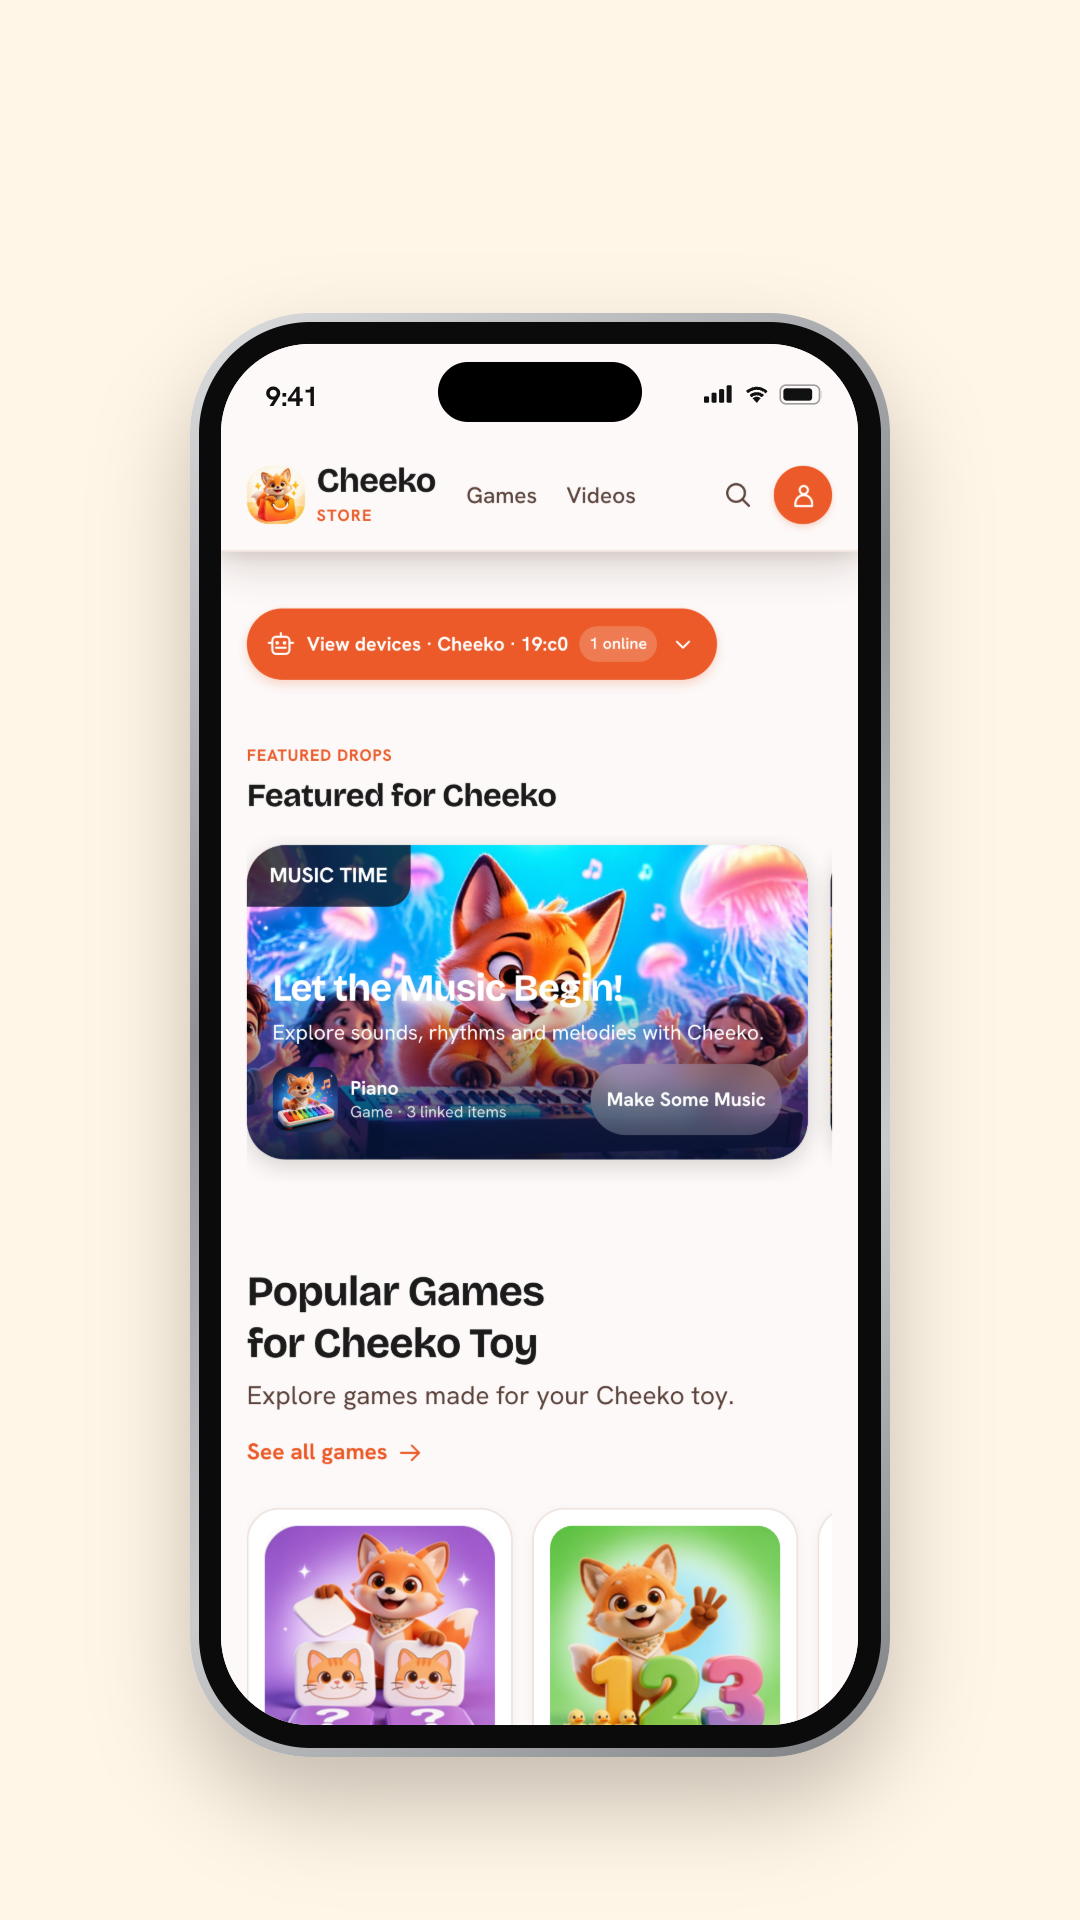 9:41
Cheeko
STORE
Games Videos
View devices · Cheeko · 19:c0 1 online
FEATURED DROPS
Featured for Cheeko
MUSIC TIME
Let the Music Begin!
Explore sounds, rhythms and melodies with Cheeko.
Piano
Game · 3 linked items
Make Some Music
Popular Games
for Cheeko Toy
Explore games made for your Cheeko toy.
See all games →
? ?
123